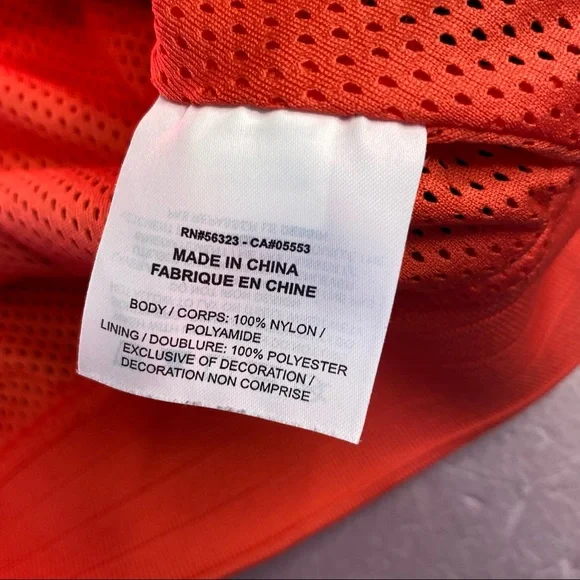 RN#56323 - CA#05553
MADE IN CHINA
FABRIQUE EN CHINE
BODY / CORPS: 100% NYLON /
POLYAMIDE
LINING / DOUBLURE: 100% POLYESTER
EXCLUSIVE OF DECORATION /
DECORATION NON COMPRISE